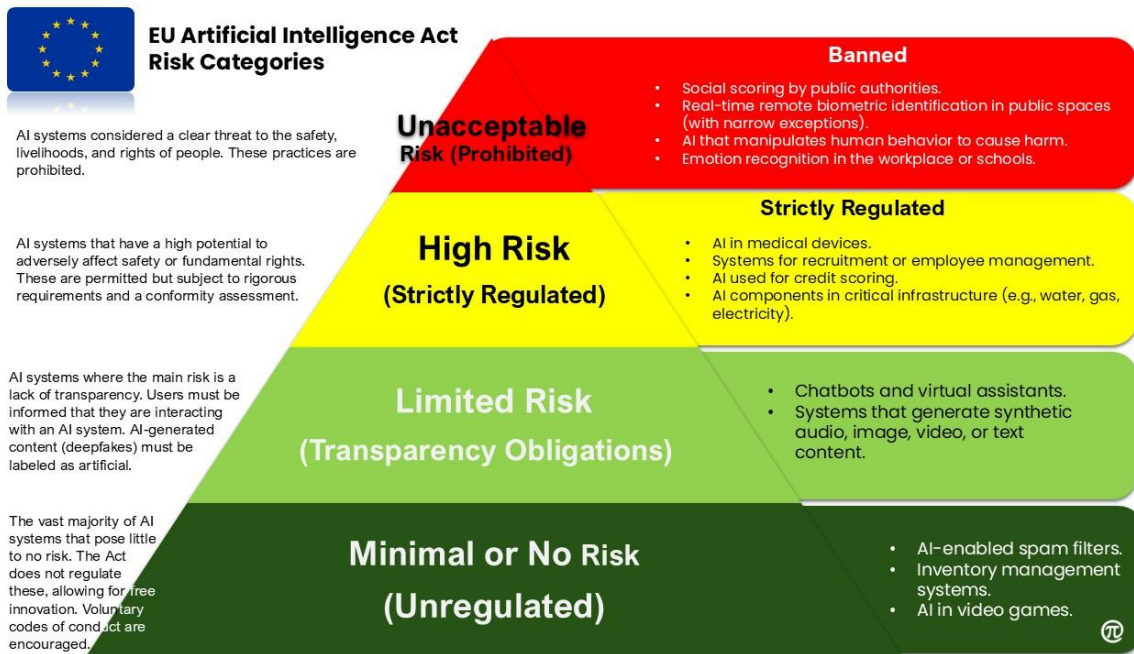 EU Artificial Intelligence Act
Risk Categories
AI systems considered a clear threat to the safety,
livelihoods, and rights of people. These practices are
prohibited.
Unacceptable
Risk (Prohibited)
Banned
• Social scoring by public authorities.
• Real-time remote biometric identification in public spaces
(with narrow exceptions).
• AI that manipulates human behavior to cause harm.
• Emotion recognition in the workplace or schools.
AI systems that have a high potential to
adversely affect safety or fundamental rights.
These are permitted but subject to rigorous
requirements and a conformity assessment.
High Risk
(Strictly Regulated)
Strictly Regulated
• AI in medical devices.
• Systems for recruitment or employee management.
• AI used for credit scoring.
• AI components in critical infrastructure (e.g., water, gas,
electricity).
AI systems where the main risk is a
lack of transparency. Users must be
informed that they are interacting
with an AI system. AI-generated
content (deepfakes) must be
labeled as artificial.
Limited Risk
(Transparency Obligations)
• Chatbots and virtual assistants.
• Systems that generate synthetic
audio, image, video, or text
content.
The vast majority of AI
systems that pose little
to no risk. The Act
does not regulate
these, allowing for free
innovation. Voluntary
codes of conduct are
encouraged.
Minimal or No Risk
(Unregulated)
• AI-enabled spam filters.
• Inventory management
systems.
• AI in video games.
π